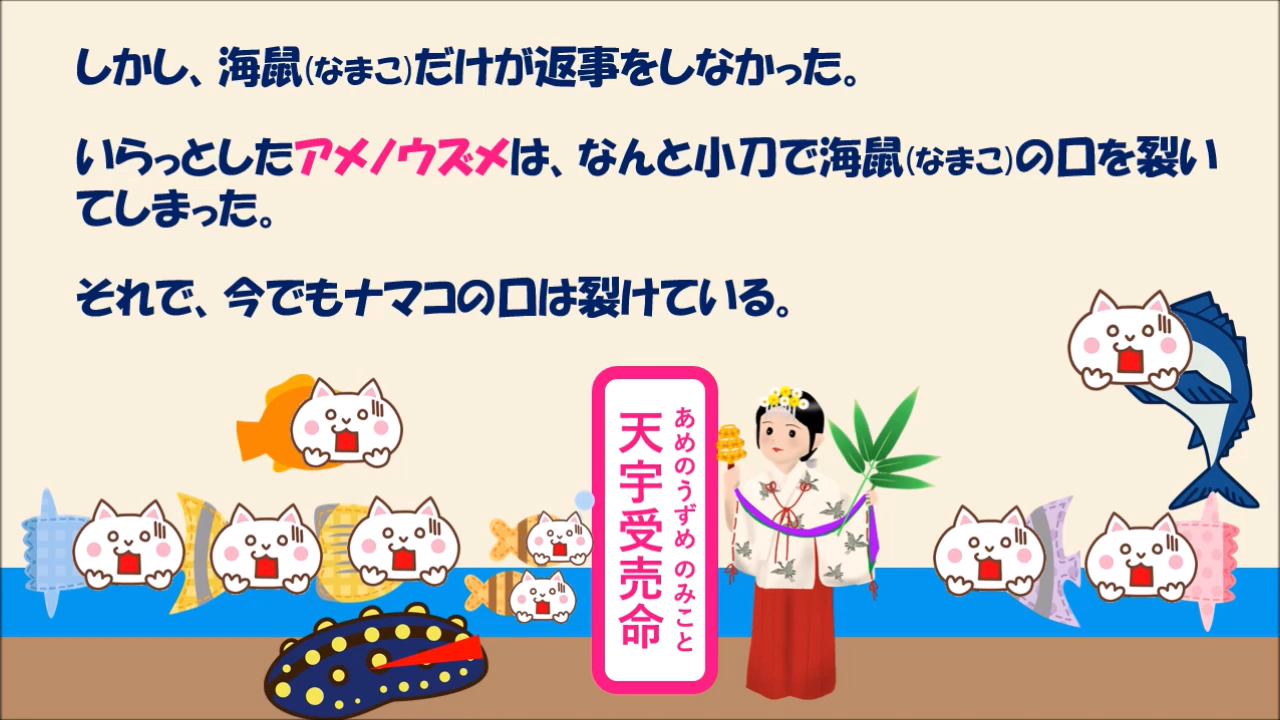 しかし、海鼠(なまこ)だけが返事をしなかった。
いらっとしたアメノウズメは、なんと小刀で海鼠(なまこ)の口を裂い
てしまった。
それで、今でもナマコの口は裂けている。
あめのうずめ のみこと
天宇受売命